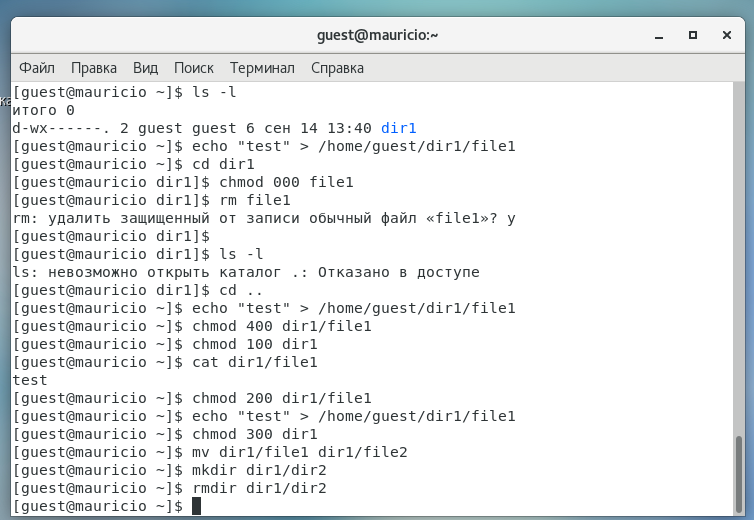 guest@mauricio:~
Файл Правка Вид Поиск Терминал Справка
[guest@mauricio ~]$ ls -l
итого 0
d-wx------. 2 guest guest 6 сен 14 13:40 dir1
[guest@mauricio ~]$ echo "test" > /home/guest/dir1/file1
[guest@mauricio ~]$ cd dir1
[guest@mauricio dir1]$ chmod 000 file1
[guest@mauricio dir1]$ rm file1
rm: удалить защищенный от записи обычный файл «file1»? y
[guest@mauricio dir1]$
[guest@mauricio dir1]$ ls -l
ls: невозможно открыть каталог .: Отказано в доступе
[guest@mauricio dir1]$ cd ..
[guest@mauricio ~]$ echo "test" > /home/guest/dir1/file1
[guest@mauricio ~]$ chmod 400 dir1/file1
[guest@mauricio ~]$ chmod 100 dir1
[guest@mauricio ~]$ cat dir1/file1
test
[guest@mauricio ~]$ chmod 200 dir1/file1
[guest@mauricio ~]$ echo "test" > /home/guest/dir1/file1
[guest@mauricio ~]$ chmod 300 dir1
[guest@mauricio ~]$ mv dir1/file1 dir1/file2
[guest@mauricio ~]$ mkdir dir1/dir2
[guest@mauricio ~]$ rmdir dir1/dir2
[guest@mauricio ~]$